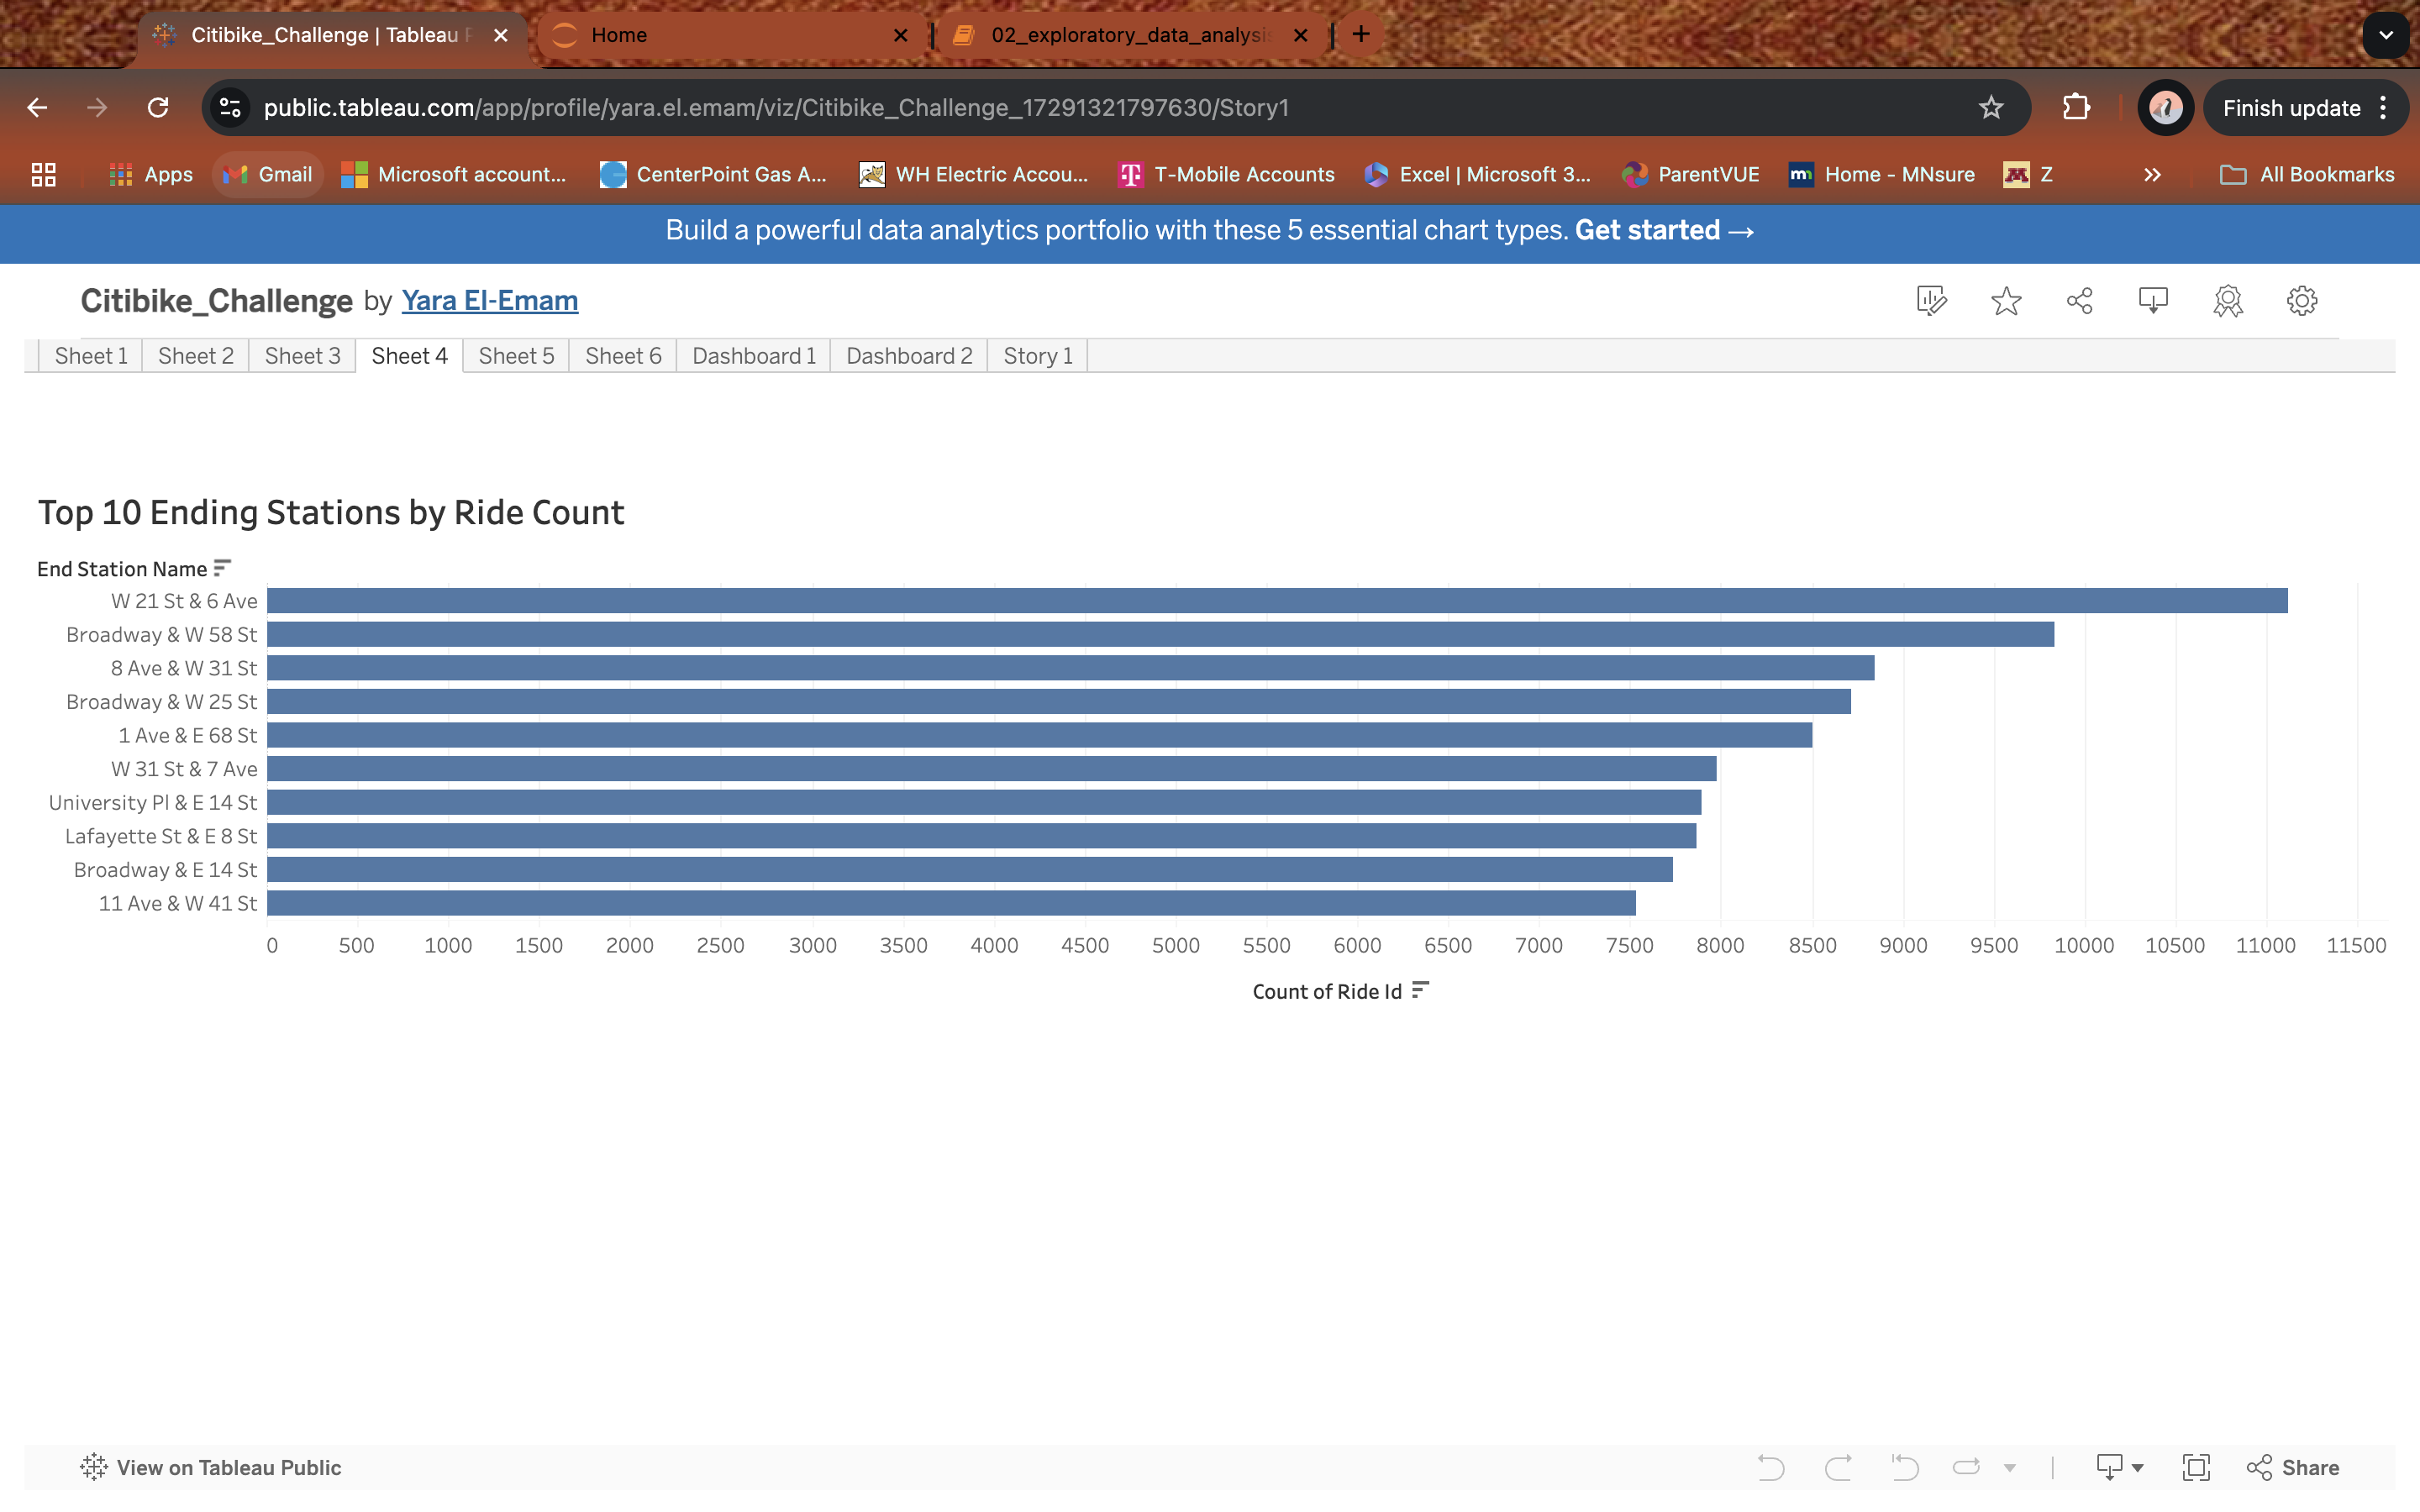 Citibike_Challenge | Tableau
Home
02_exploratory_data_analysis
public.tableau.com/app/profile/yara.el.emam/viz/Citibike_Challenge_17291321797630/Story1
Finish update
Apps
Gmail
Microsoft account...
CenterPoint Gas A...
WH Electric Accou...
T-Mobile Accounts
Excel | Microsoft 3...
ParentVUE
Home - MNsure
Z
All Bookmarks
Build a powerful data analytics portfolio with these 5 essential chart types. Get started →
Citibike_Challenge by Yara El-Emam
Sheet 1 Sheet 2 Sheet 3 Sheet 4 Sheet 5 Sheet 6 Dashboard 1 Dashboard 2 Story 1
Top 10 Ending Stations by Ride Count
End Station Name
W 21 St & 6 Ave
Broadway & W 58 St
8 Ave & W 31 St
Broadway & W 25 St
1 Ave & E 68 St
W 31 St & 7 Ave
University Pl & E 14 St
Lafayette St & E 8 St
Broadway & E 14 St
11 Ave & W 41 St
0 500 1000 1500 2000 2500 3000 3500 4000 4500 5000 5500 6000 6500 7000 7500 8000 8500 9000 9500 10000 10500 11000 11500
Count of Ride Id
View on Tableau Public
Share